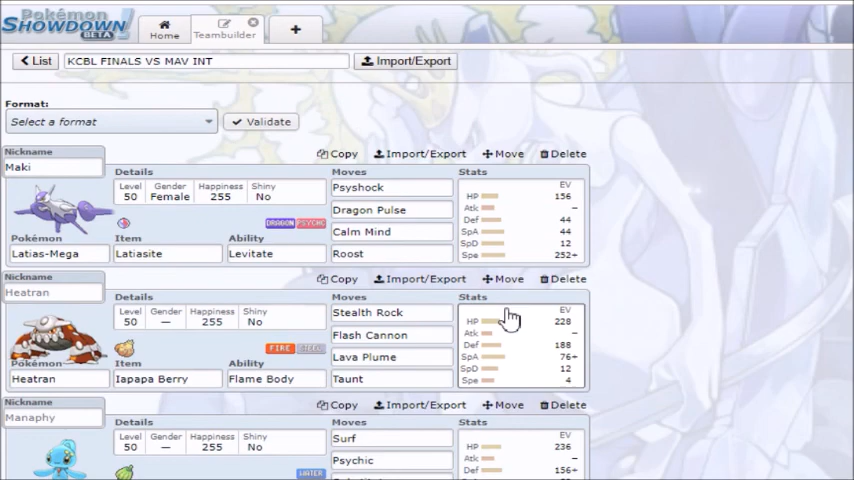 Pokémon
SHOWDOWN!
BETA
Home
Teambuilder
+
List
KCBL FINALS VS MAV INT
Import/Export
Format:
Select a format
Validate
Copy Import/Export Move Delete
Nickname
Maki
Details
Level Gender Happiness Shiny
50 Female 255 No
DRAGON PSYCHC
Pokémon Item Ability
Latias-Mega Latiasite Levitate
Moves
Psyshock
Dragon Pulse
Calm Mind
Roost
Stats
EV
HP 156
Atk –
Def 44
SpA 44
SpD 12
Spe 252+
Copy Import/Export Move Delete
Nickname
Heatran
Details
Level Gender Happiness Shiny
50 — 255 No
FIRE STEEL
Pokémon Item Ability
Heatran Iapapa Berry Flame Body
Moves
Stealth Rock
Flash Cannon
Lava Plume
Taunt
Stats
EV
HP 228
Atk –
Def 188
SpA 76+
SpD 12
Spe 4
Copy Import/Export Move Delete
Nickname
Manaphy
Details
Level Gender Happiness Shiny
50 — 255 No
WATER
Moves
Surf
Psychic
Stats
EV
HP 236
Atk –
Def 156+